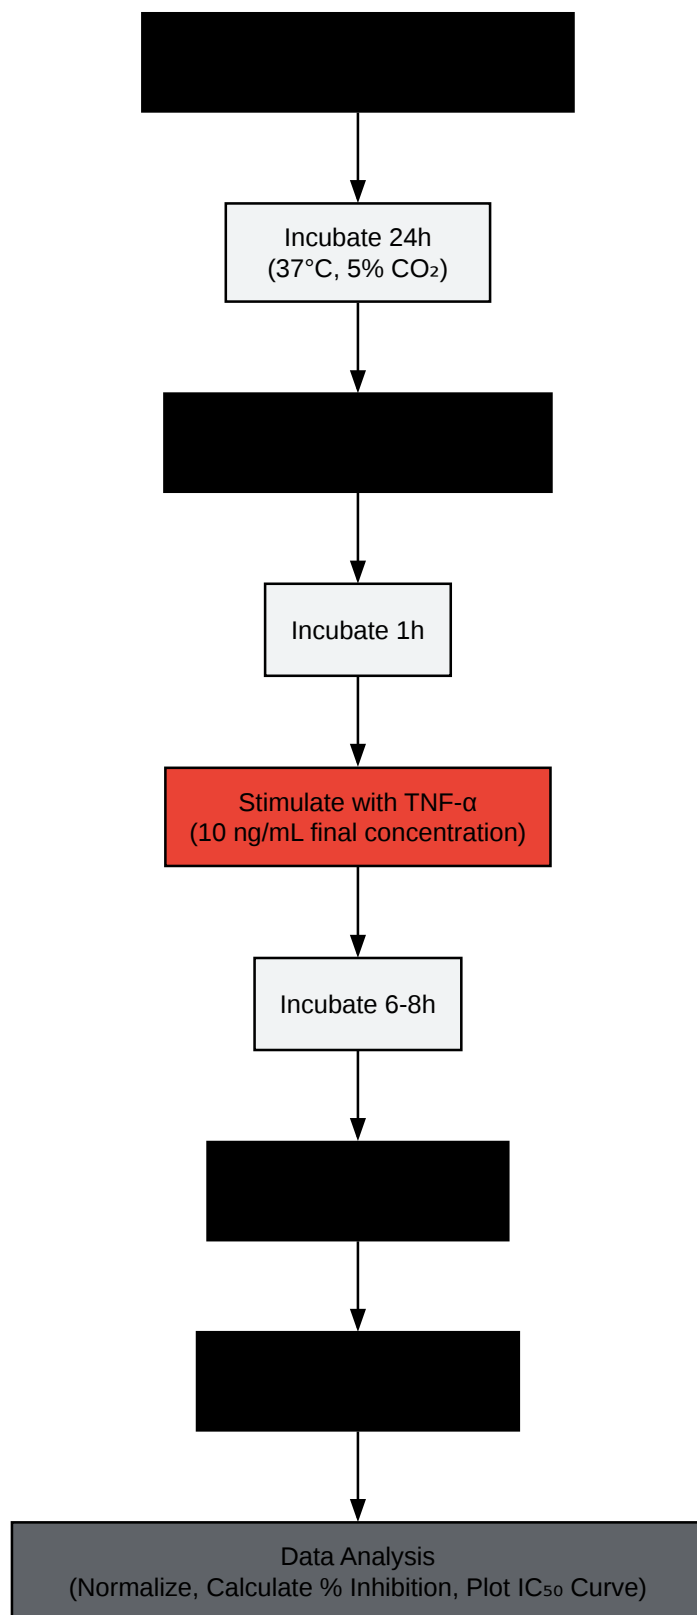 Incubate 24h
(37°C, 5% CO₂)
Incubate 1h
Stimulate with TNF-α
(10 ng/mL final concentration)
Incubate 6-8h
Data Analysis
(Normalize, Calculate % Inhibition, Plot IC₅₀ Curve)